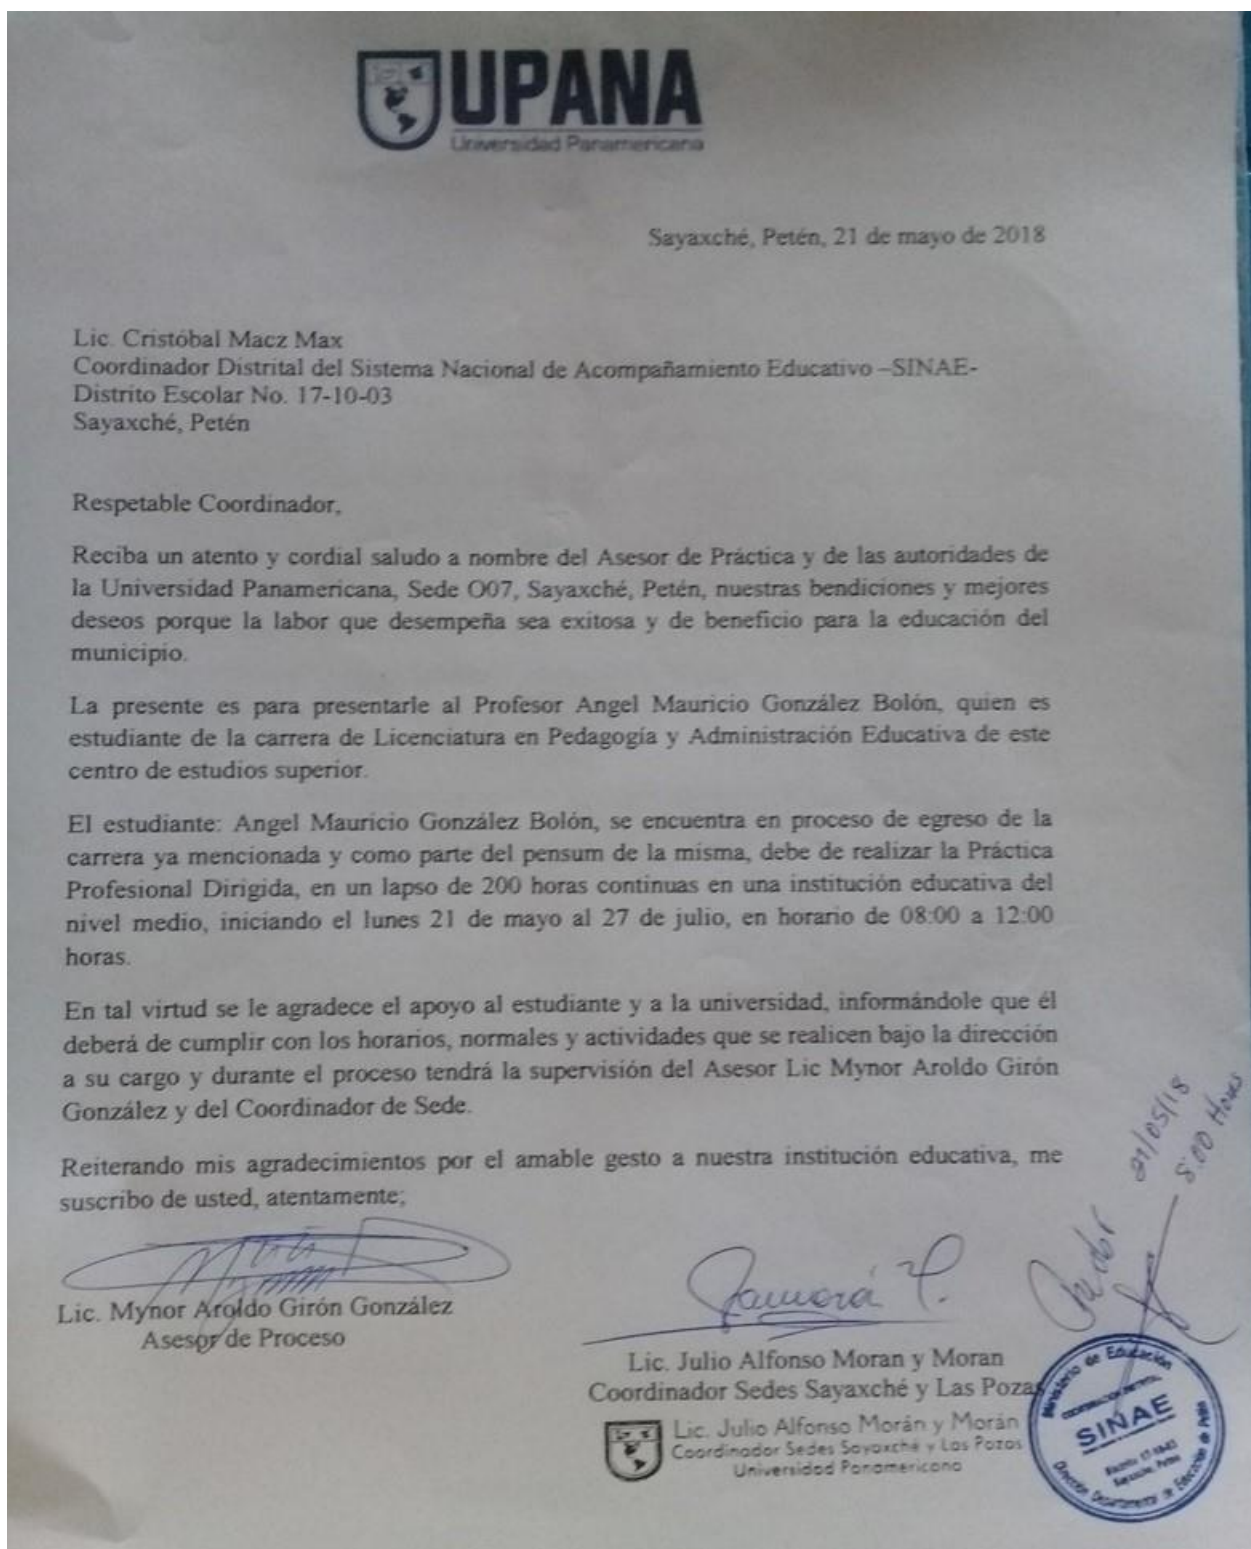 UPANA
Universidad Panamericana
Sayaxché, Petén, 21 de mayo de 2018
Lic. Cristóbal Macz Max
Coordinador Distrital del Sistema Nacional de Acompañamiento Educativo –SINAE-
Distrito Escolar No. 17-10-03
Sayaxché, Petén
Respetable Coordinador,
Reciba un atento y cordial saludo a nombre del Asesor de Práctica y de las autoridades de
la Universidad Panamericana, Sede O07, Sayaxché, Petén, nuestras bendiciones y mejores
deseos porque la labor que desempeña sea exitosa y de beneficio para la educación del
municipio.
La presente es para presentarle al Profesor Angel Mauricio González Bolón, quien es
estudiante de la carrera de Licenciatura en Pedagogía y Administración Educativa de este
centro de estudios superior.
El estudiante: Angel Mauricio González Bolón, se encuentra en proceso de egreso de la
carrera ya mencionada y como parte del pensum de la misma, debe de realizar la Práctica
Profesional Dirigida, en un lapso de 200 horas continuas en una institución educativa del
nivel medio, iniciando el lunes 21 de mayo al 27 de julio, en horario de 08:00 a 12:00
horas.
En tal virtud se le agradece el apoyo al estudiante y a la universidad, informándole que él
deberá de cumplir con los horarios, normales y actividades que se realicen bajo la dirección
a su cargo y durante el proceso tendrá la supervisión del Asesor Lic Mynor Aroldo Girón
González y del Coordinador de Sede.
Reiterando mis agradecimientos por el amable gesto a nuestra institución educativa, me
suscribo de usted, atentamente;
21/05/18
8:00 Horas
Lic. Mynor Aroldo Girón González
Asesor de Proceso
Lic. Julio Alfonso Moran y Moran
Coordinador Sedes Sayaxché y Las Pozas
Lic. Julio Alfonso Morán y Morán
Coordinador Sedes Sayaxché y Las Pozas
Universidad Panamericana
Ministerio de Educación
SINAE
Distrito 17-10-03
Sayaxché, Petén
Dirección Departamental de Educación de Petén